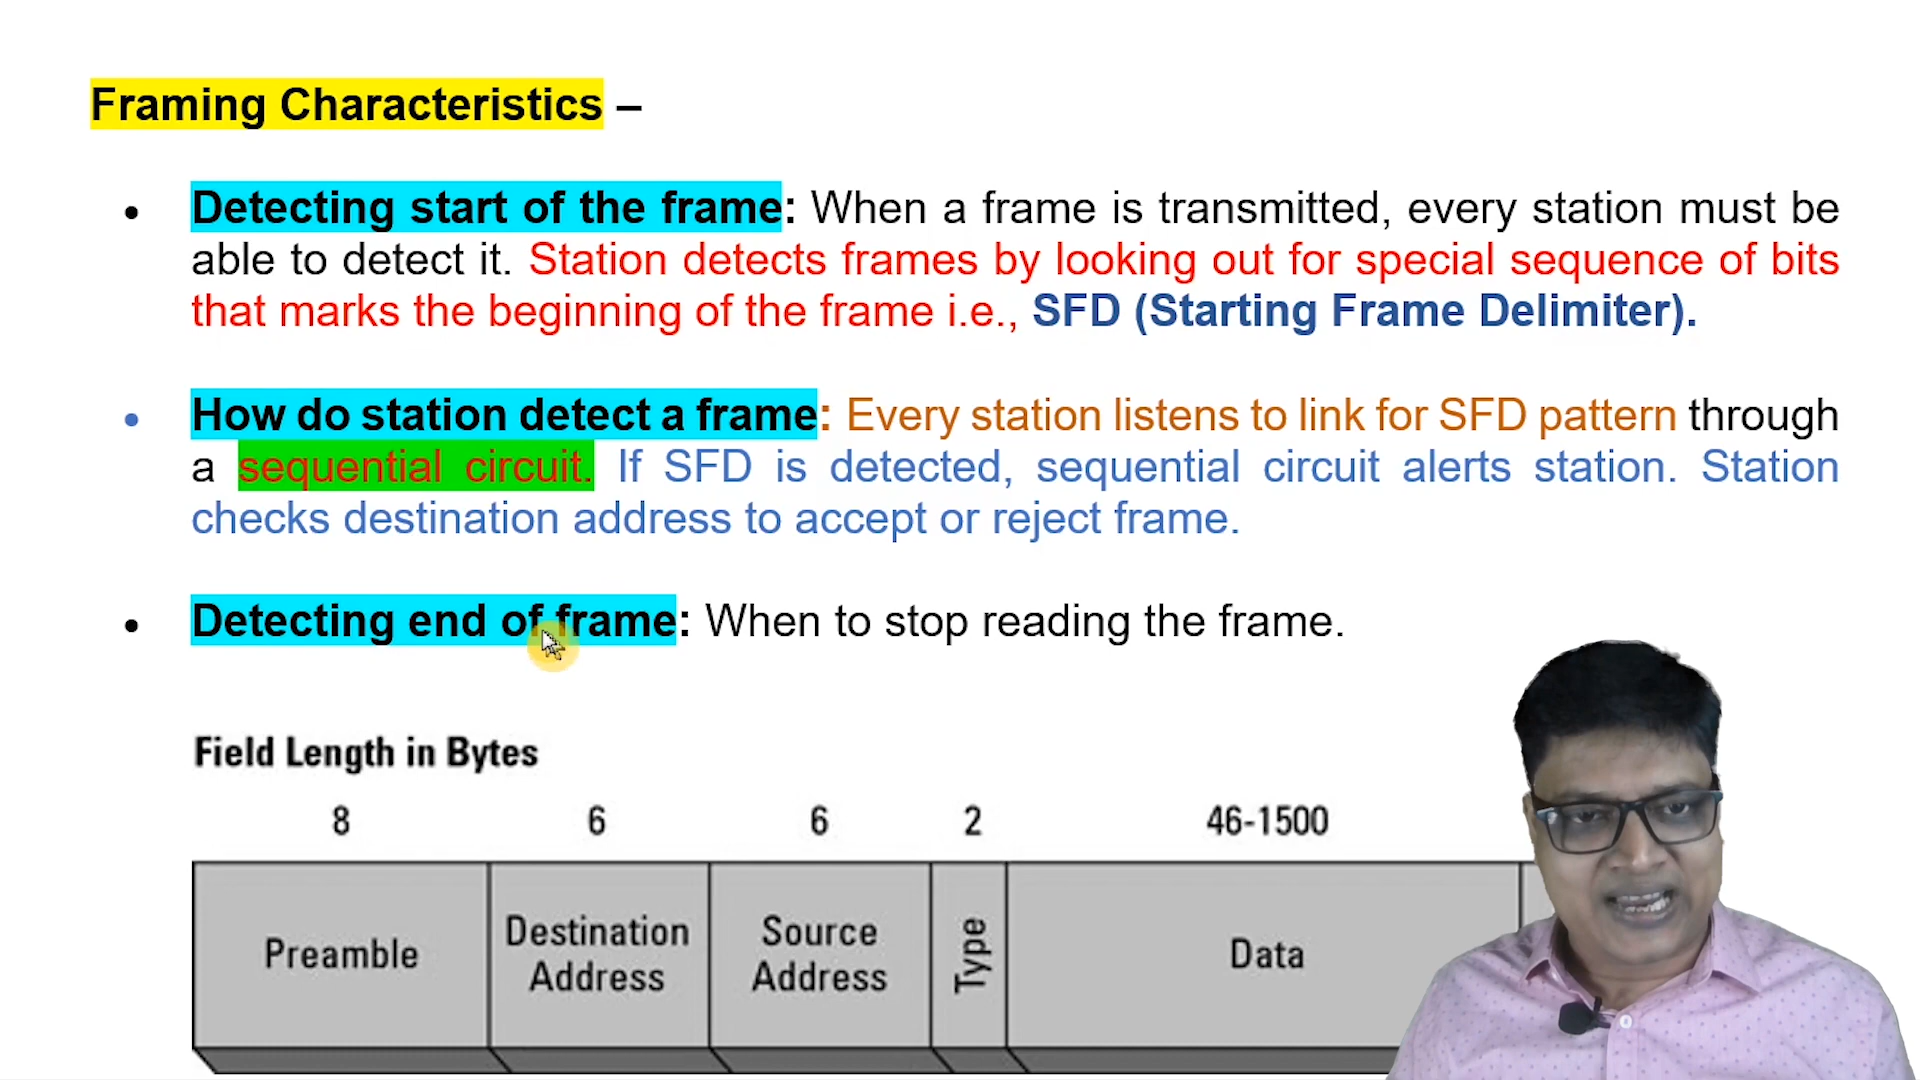 Framing Characteristics –
• Detecting start of the frame: When a frame is transmitted, every station must be
able to detect it. Station detects frames by looking out for special sequence of bits
that marks the beginning of the frame i.e., SFD (Starting Frame Delimiter).
• How do station detect a frame: Every station listens to link for SFD pattern through
a sequential circuit. If SFD is detected, sequential circuit alerts station. Station
checks destination address to accept or reject frame.
• Detecting end of frame: When to stop reading the frame.
Field Length in Bytes
8 6 6 2 46-1500
Preamble
Destination
Address
Source
Address
Type
Data